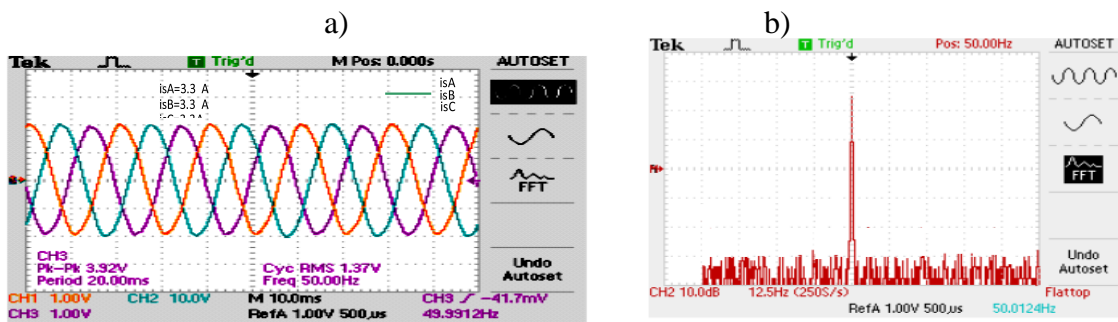 a)
Tek
T Trig'd
M Pos: 0.000s
AUTOSET
isA=3.3 A
isB=3.3 A
isA
isB
isC
FFT
CH3
Pk-Pk 3.92V
Period 20.00ms
Cyc RMS 1.37V
Freq 50.00Hz
Undo
Autoset
CH1 1.00V
CH2 10.0V
M 10.0ms
CH3 -41.7mV
CH3 1.00V
RefA 1.00V 500µs
49.9912Hz
b)
Tek
T Trig'd
Pos: 50.00Hz
AUTOSET
FFT
Undo
Autoset
CH2 10.0dB
12.5Hz (250S/s)
Flattop
RefA 1.00V 500µs
50.0124Hz